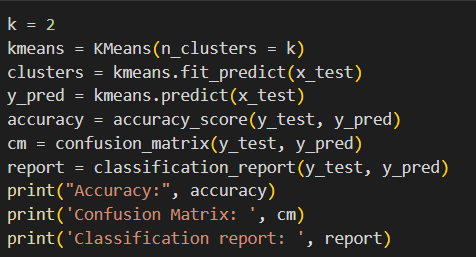 k = 2
kmeans = KMeans(n_clusters = k)
clusters = kmeans.fit_predict(x_test)
y_pred = kmeans.predict(x_test)
accuracy = accuracy_score(y_test, y_pred)
cm = confusion_matrix(y_test, y_pred)
report = classification_report(y_test, y_pred)
print("Accuracy:", accuracy)
print('Confusion Matrix: ', cm)
print('Classification report: ', report)